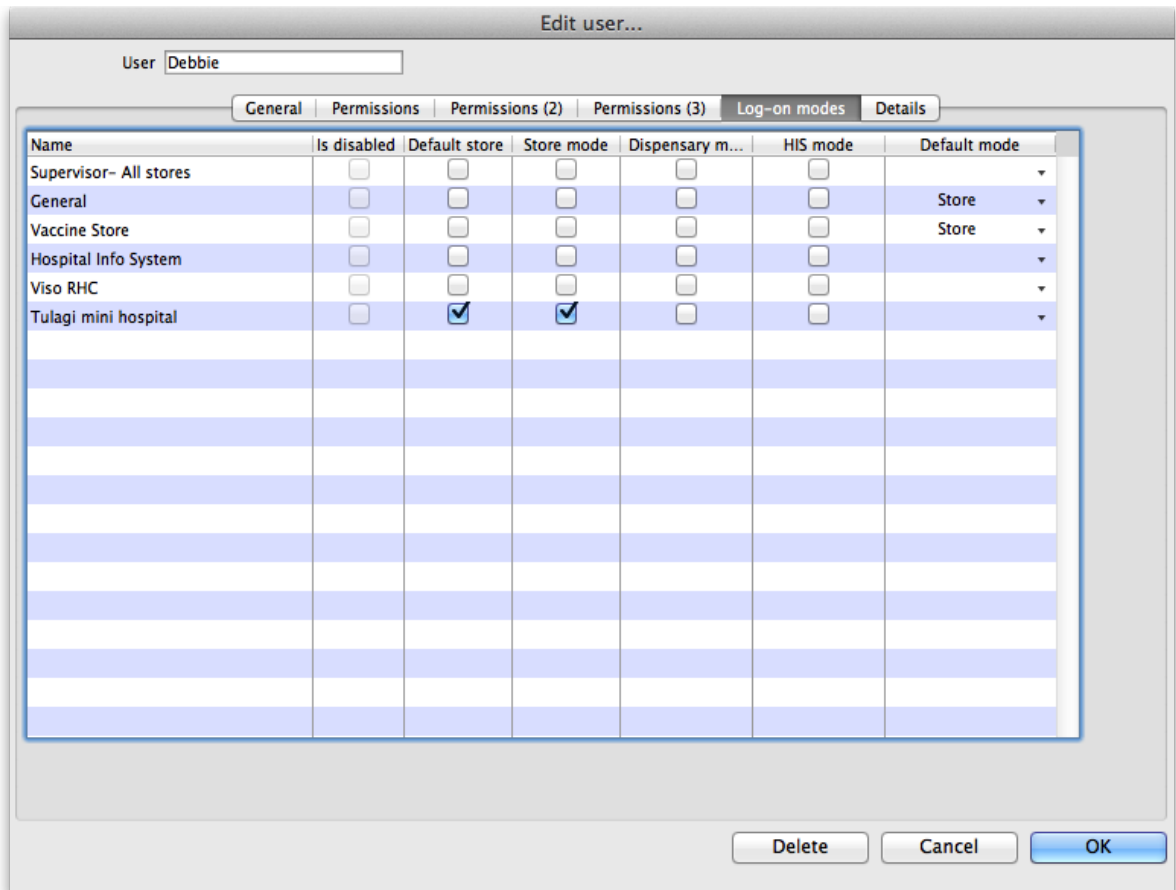 Edit user...
User Debbie
General Permissions Permissions (2) Permissions (3) Log-on modes Details
Name Is disabled Default store Store mode Dispensary m... HIS mode Default mode
Supervisor- All stores
General Store
Vaccine Store Store
Hospital Info System
Viso RHC
Tulagi mini hospital
Delete Cancel OK